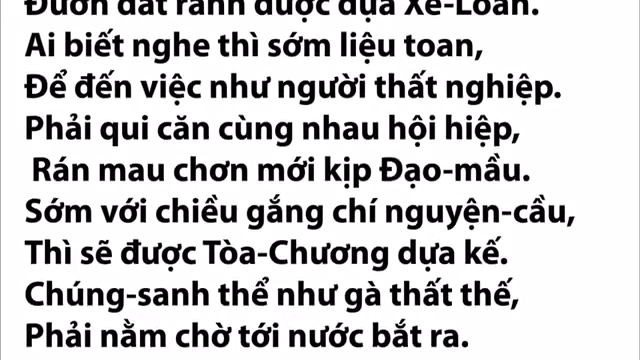 được dựa Xe-Loan.
Ai biết nghe thì sớm liệu toan,
Để đến việc như người thất nghiệp.
Phải qui căn cùng nhau hội hiệp,
Rán mau chơn mới kịp Đạo-mầu.
Sớm với chiều gắng chí nguyện-cầu,
Thì sẽ được Tòa-Chương dựa kế.
Chúng-sanh thể như gà thất thế,
Phải nằm chờ tới nước bắt ra.